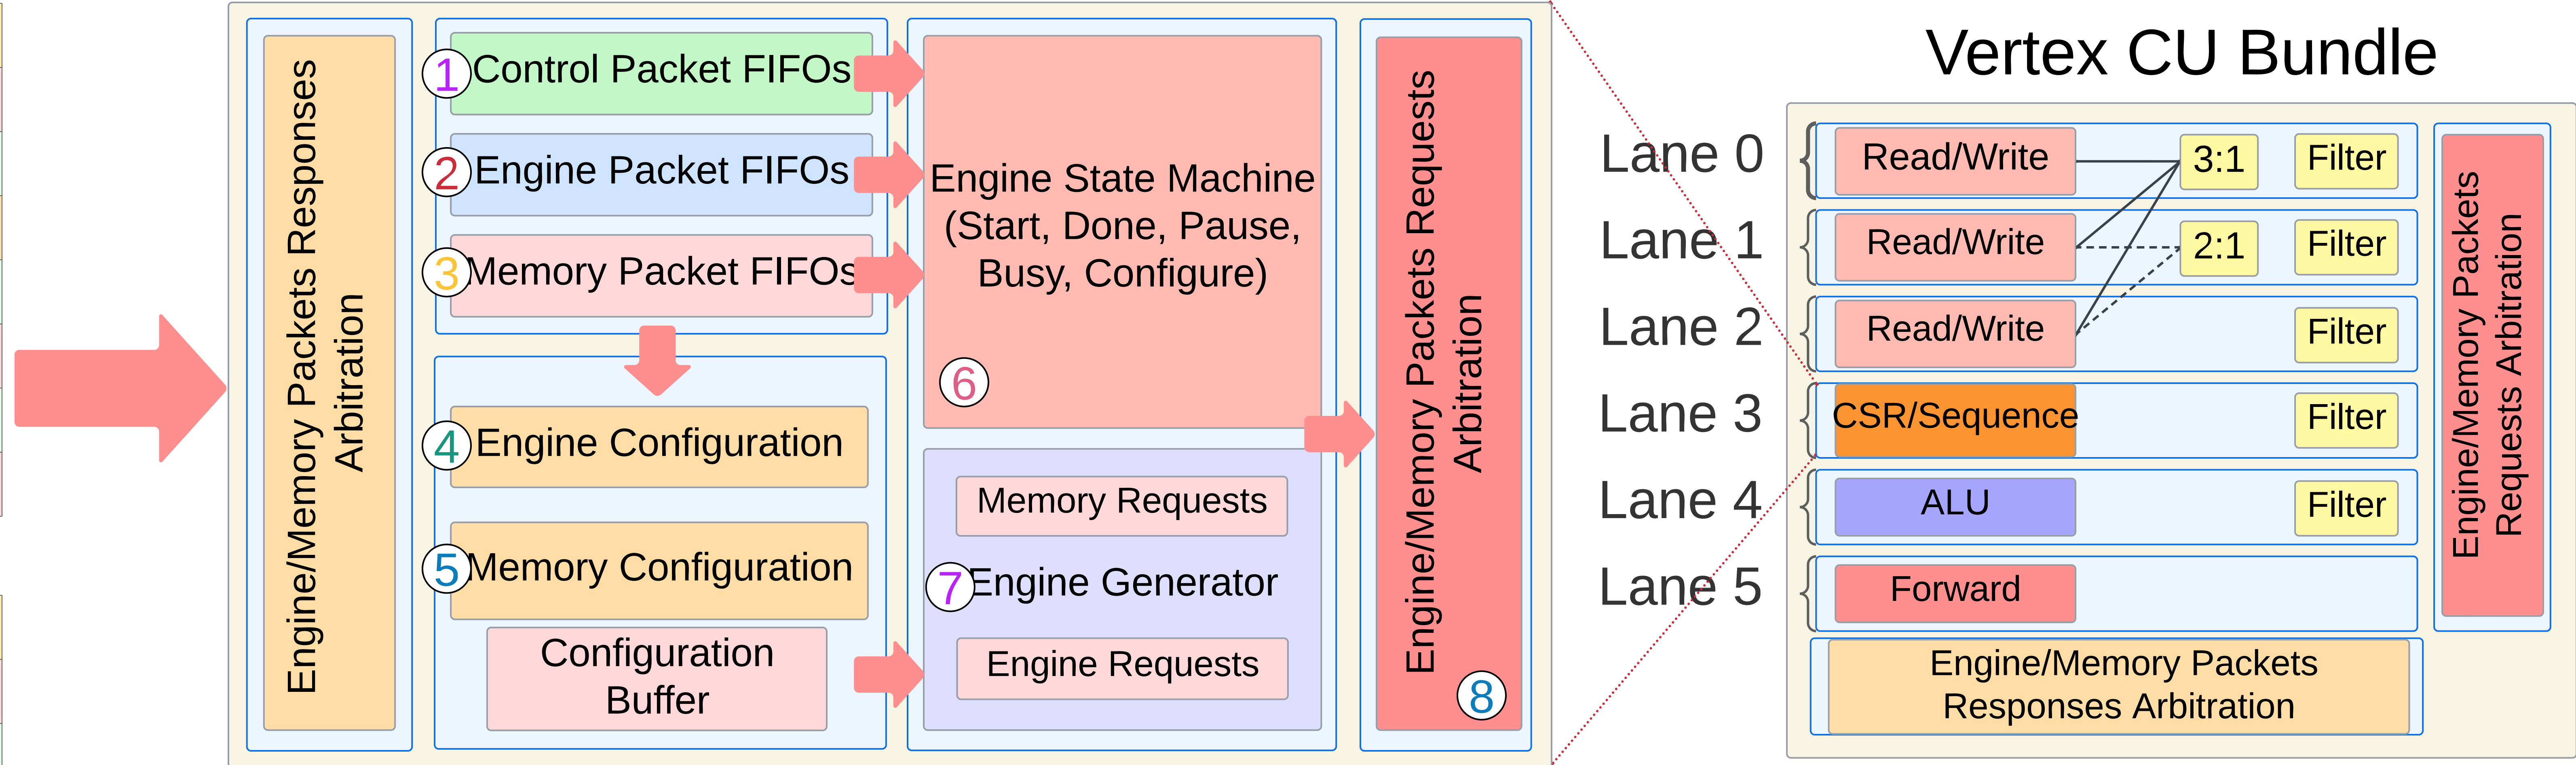 Engine/Memory Packets Responses
Arbitration
1
Control Packet FIFOs
2
Engine Packet FIFOs
3
Memory Packet FIFOs
4
Engine Configuration
5
Memory Configuration
Configuration
Buffer
Engine State Machine
(Start, Done, Pause,
Busy, Configure)
6
Memory Requests
7
Engine Generator
Engine Requests
Engine/Memory Packets Requests
Arbitration
8
Vertex CU Bundle
Lane 0
Read/Write
3:1
Filter
Lane 1
Read/Write
2:1
Filter
Lane 2
Read/Write
Filter
Lane 3
CSR/Sequence
Filter
Lane 4
ALU
Filter
Lane 5
Forward
Engine/Memory Packets
Responses Arbitration
Engine/Memory Packets
Requests Arbitration